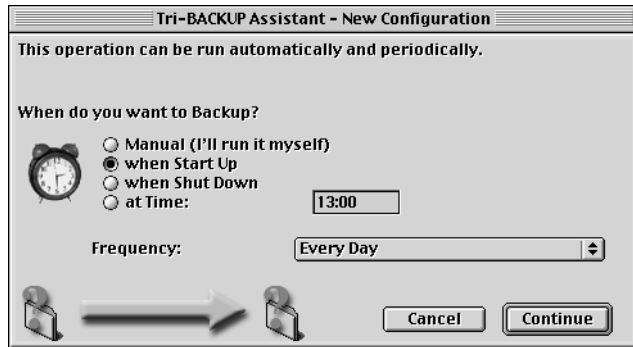 Tri-BACKUP Assistant - New Configuration
This operation can be run automatically and periodically.
When do you want to Backup?
Manual (I'll run it myself)
when Start Up
when Shut Down
at Time: 13:00
Frequency: Every Day
Cancel Continue